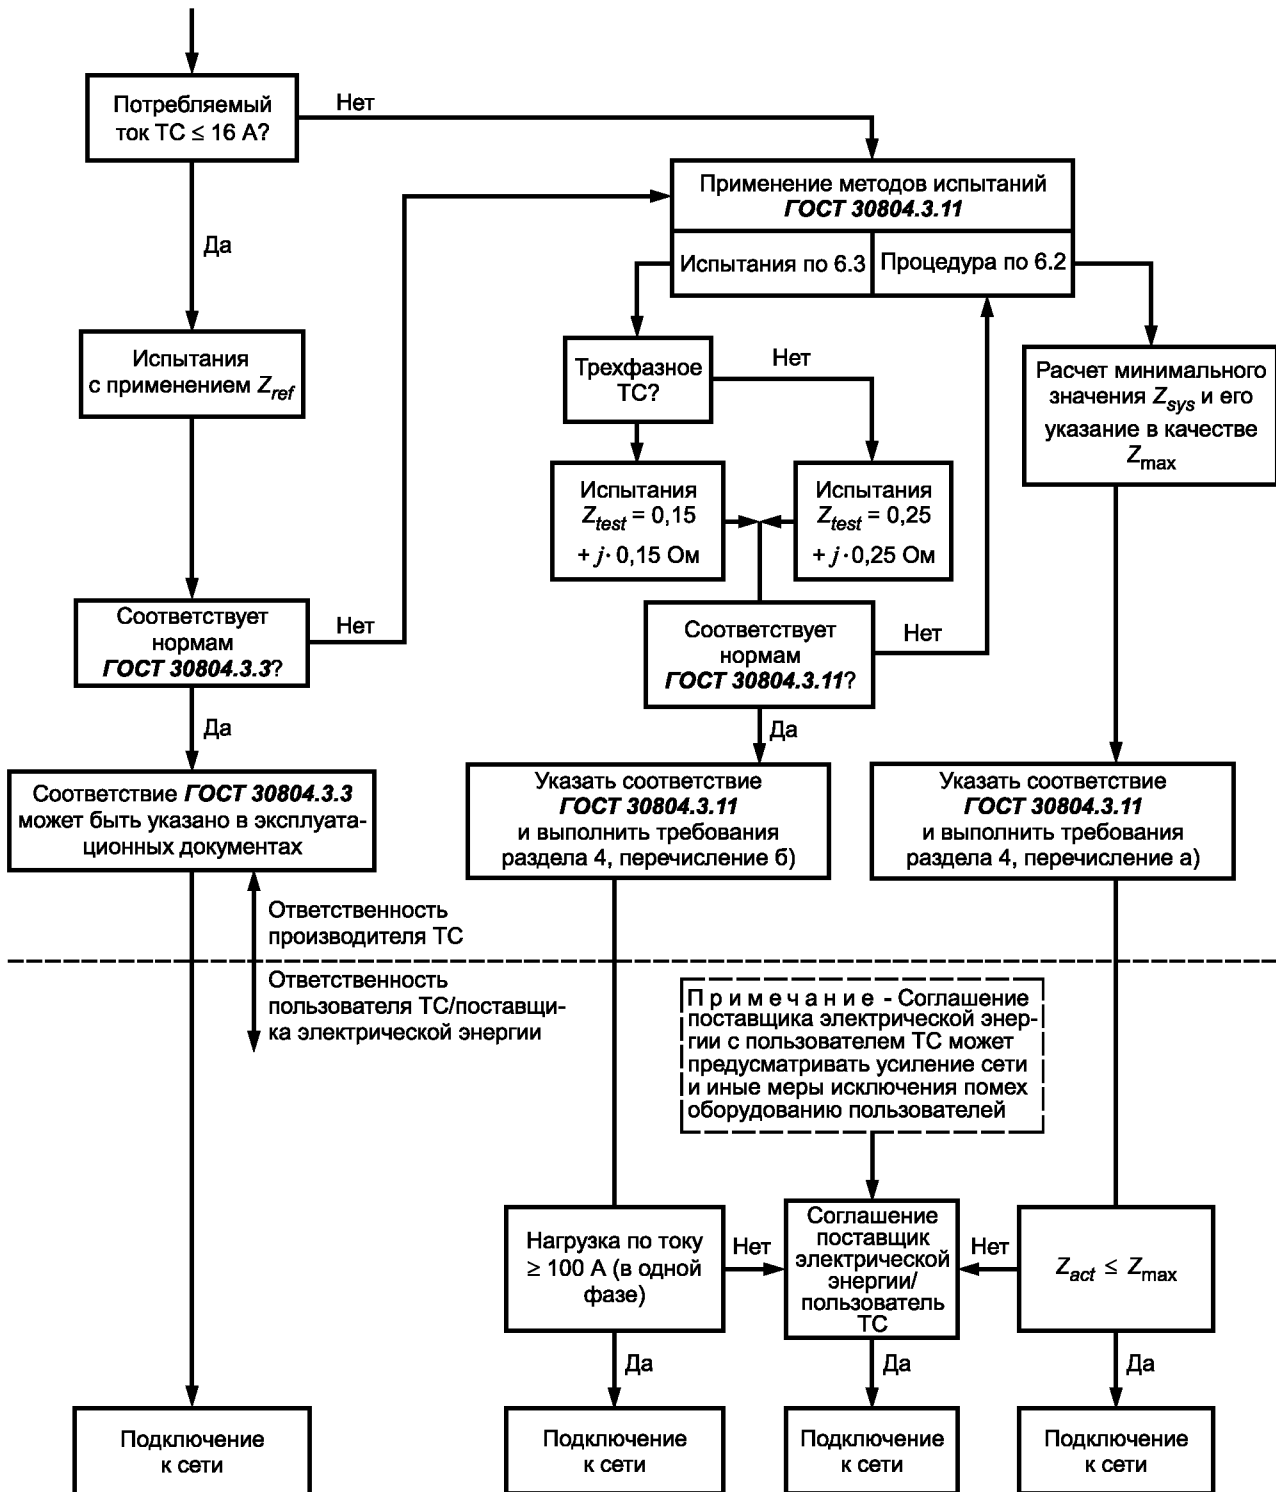 Потребляемый
ток ТС ≤ 16 А?
Нет
Применение методов испытаний
ГОСТ 30804.3.11
Да
Испытания по 6.3
Процедура по 6.2
Испытания
с применением Zref
Трехфазное
ТС?
Нет
Расчет минимального
значения Zsys и его
указание в качестве
Zmax
Испытания
Ztest = 0,15
+ j·0,15 Ом
Испытания
Ztest = 0,25
+ j·0,25 Ом
Соответствует
нормам
ГОСТ 30804.3.3?
Нет
Соответствует
нормам
ГОСТ 30804.3.11?
Нет
Да
Да
Соответствие ГОСТ 30804.3.3
может быть указано в эксплуата-
ционных документах
Указать соответствие
ГОСТ 30804.3.11
и выполнить требования
раздела 4, перечисление б)
Указать соответствие
ГОСТ 30804.3.11
и выполнить требования
раздела 4, перечисление а)
Ответственность
производителя ТС
Ответственность
пользователя ТС/поставщи-
ка электрической энергии
Примечание - Соглашение
поставщика электрической энер-
гии с пользователем ТС может
предусматривать усиление сети
и иные меры исключения помех
оборудованию пользователей
Нагрузка по току
≥ 100 А (в одной
фазе)
Нет
Соглашение
поставщик
электрической
энергии/
пользователь
ТС
Нет
Zact ≤ Zmax
Да
Да
Да
Подключение
к сети
Подключение
к сети
Подключение
к сети
Подключение
к сети